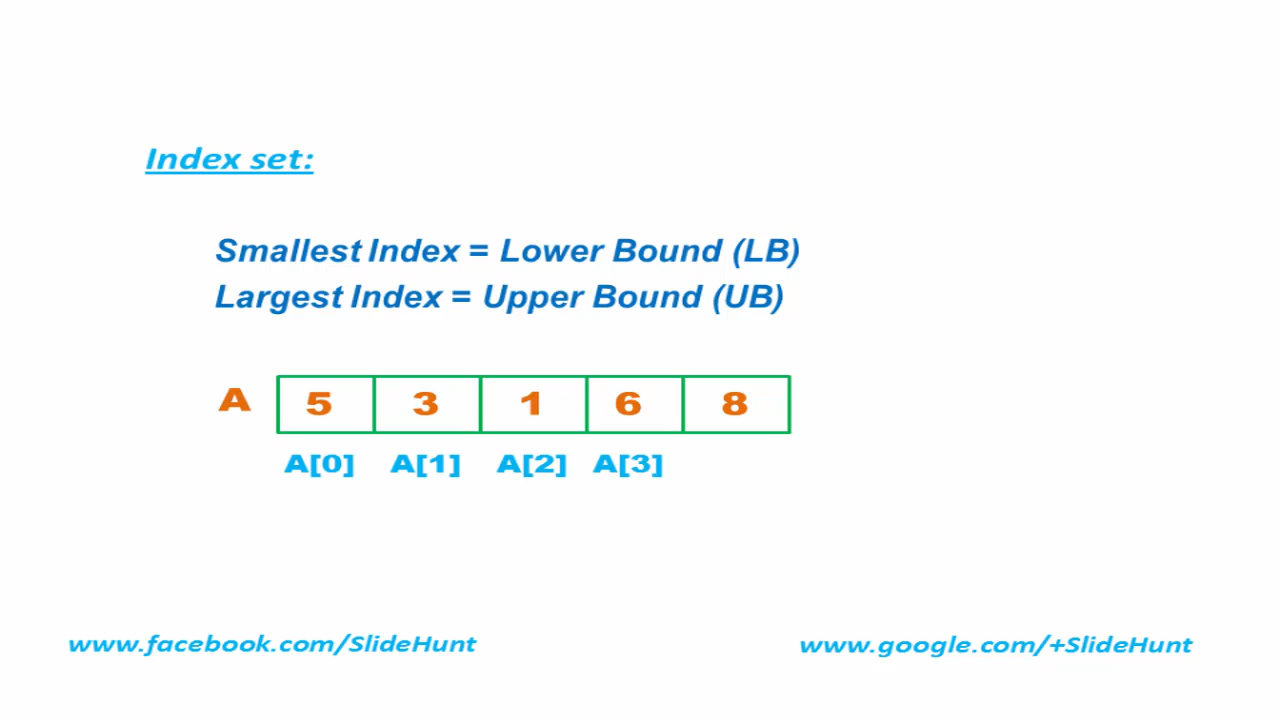 Index set:
Smallest Index = Lower Bound (LB)
Largest Index = Upper Bound (UB)
A 5 3 1 6 8
A[0] A[1] A[2] A[3]
www.facebook.com/SlideHunt www.google.com/+SlideHunt